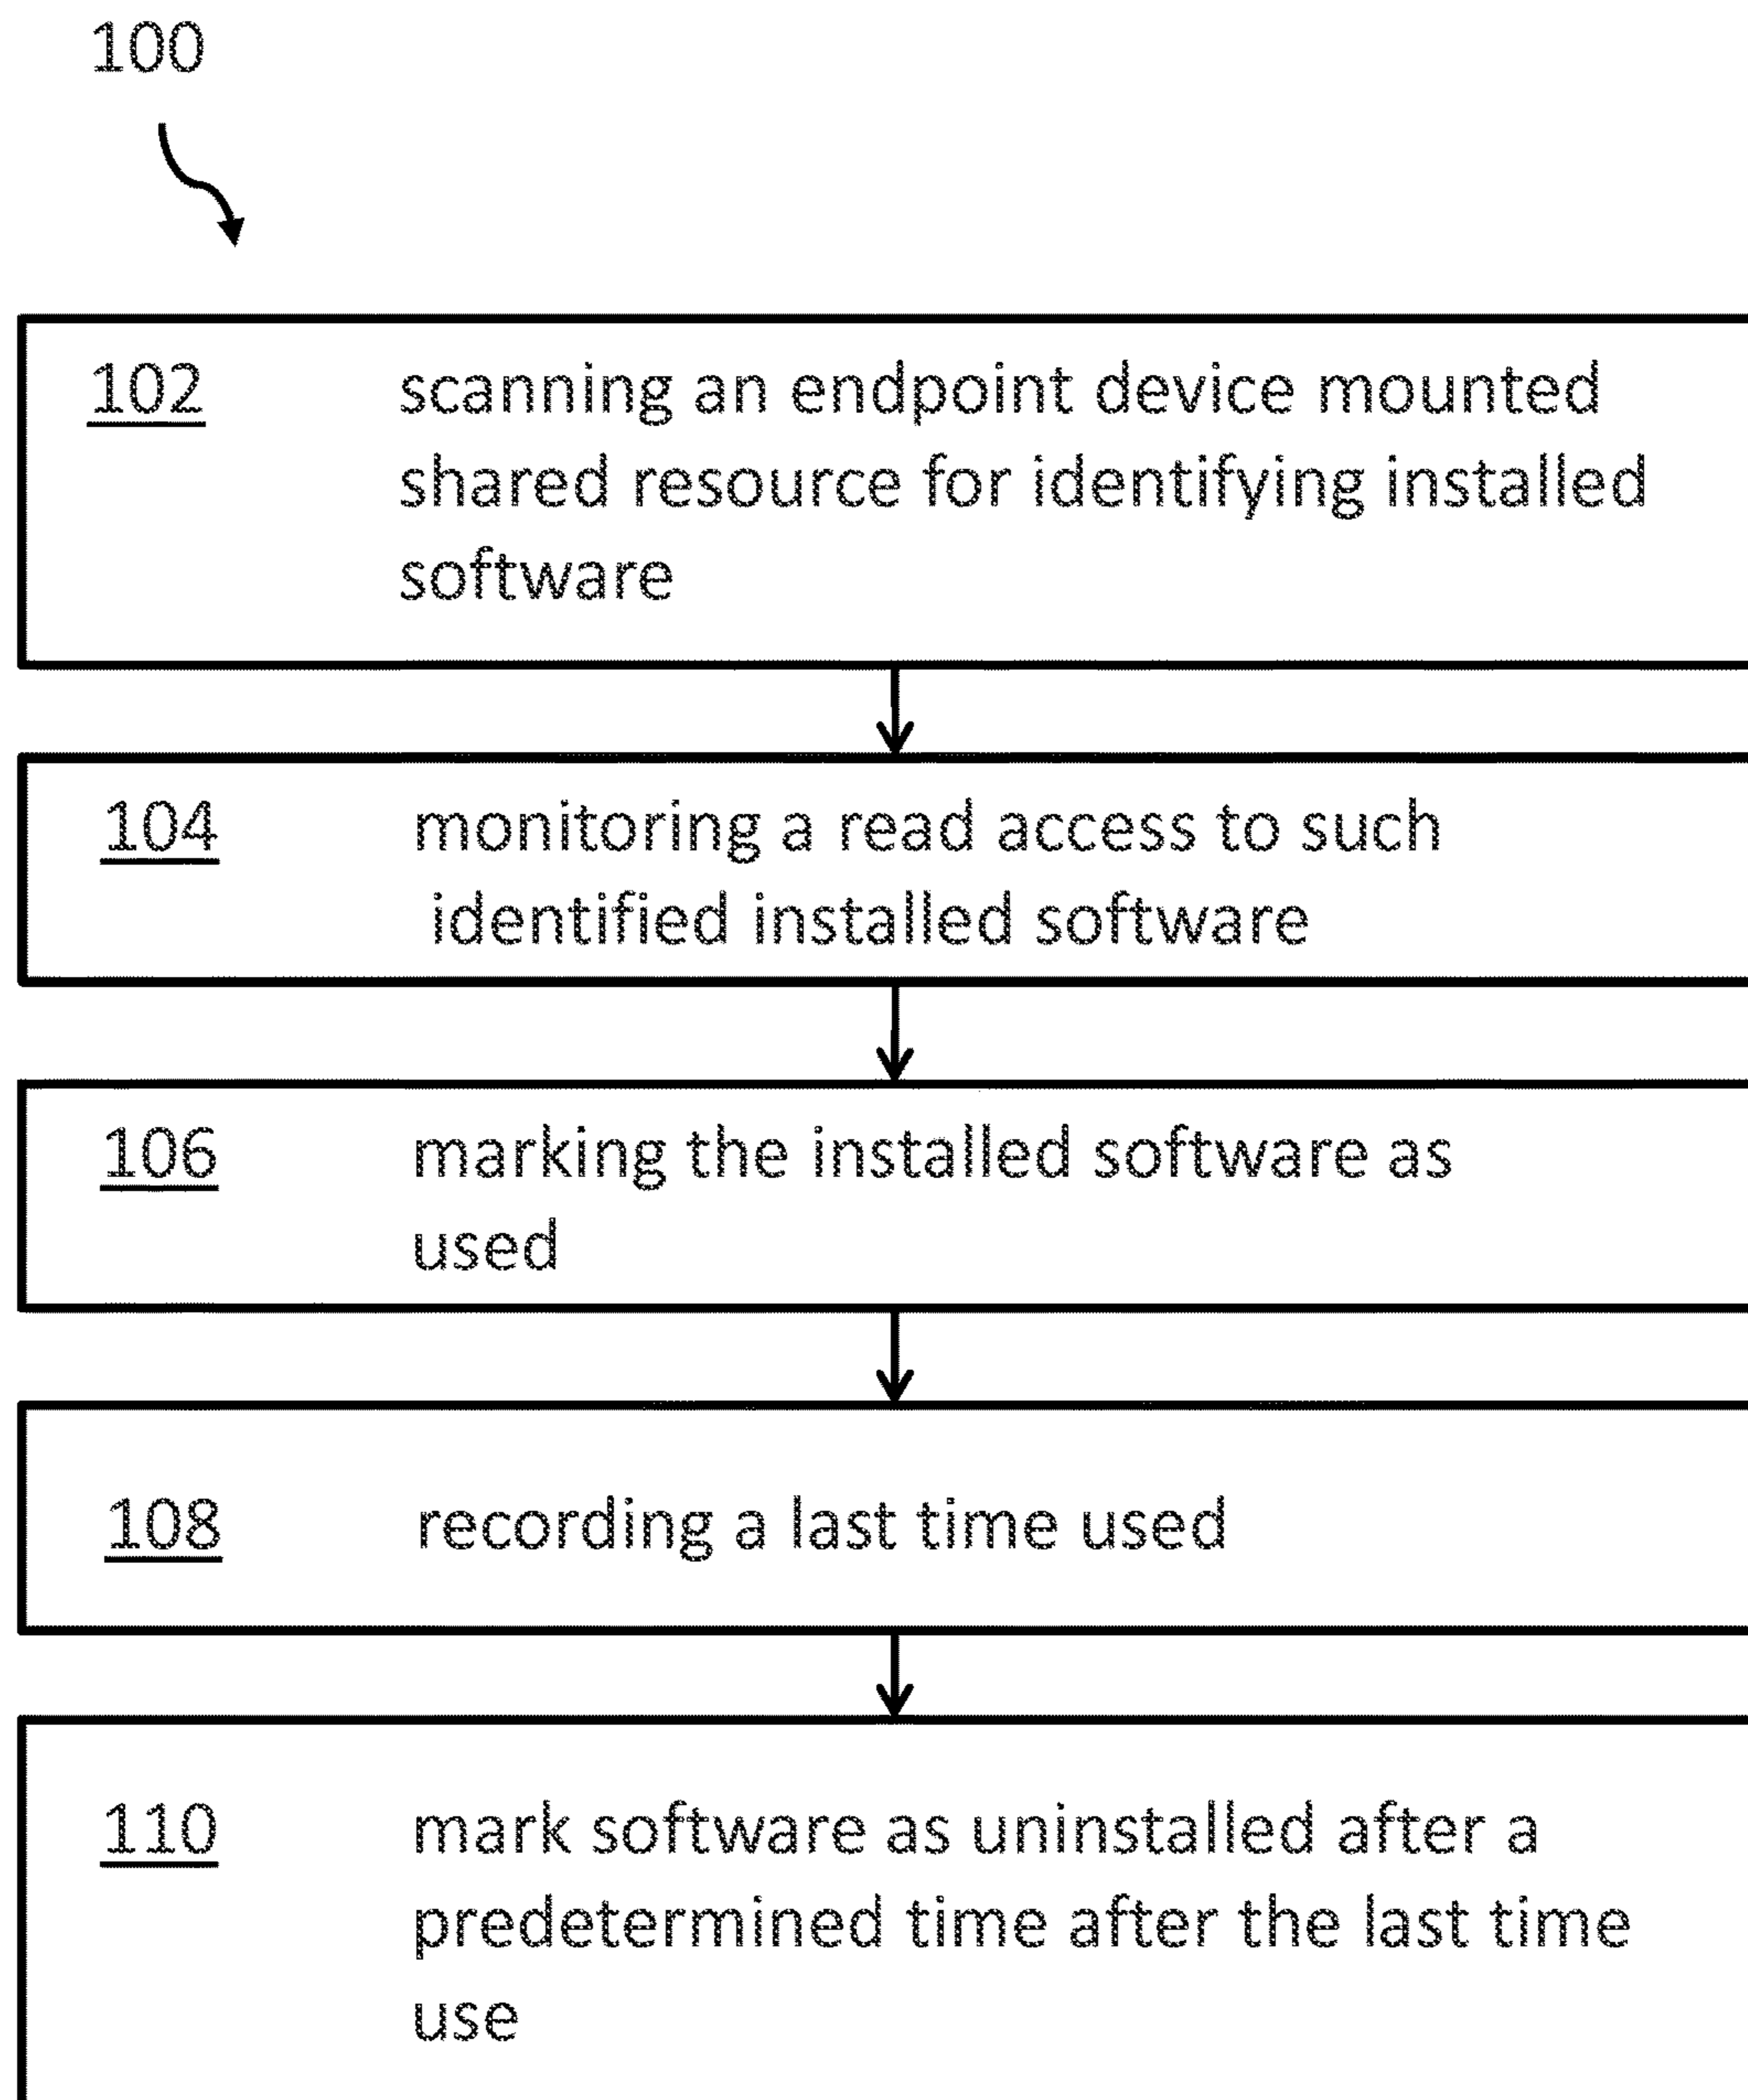 100
102 scanning an endpoint device mounted
shared resource for identifying installed
software
104 monitoring a read access to such
identified installed software
106 marking the installed software as
used
108 recording a last time used
110 mark software as uninstalled after a
predetermined time after the last time
use